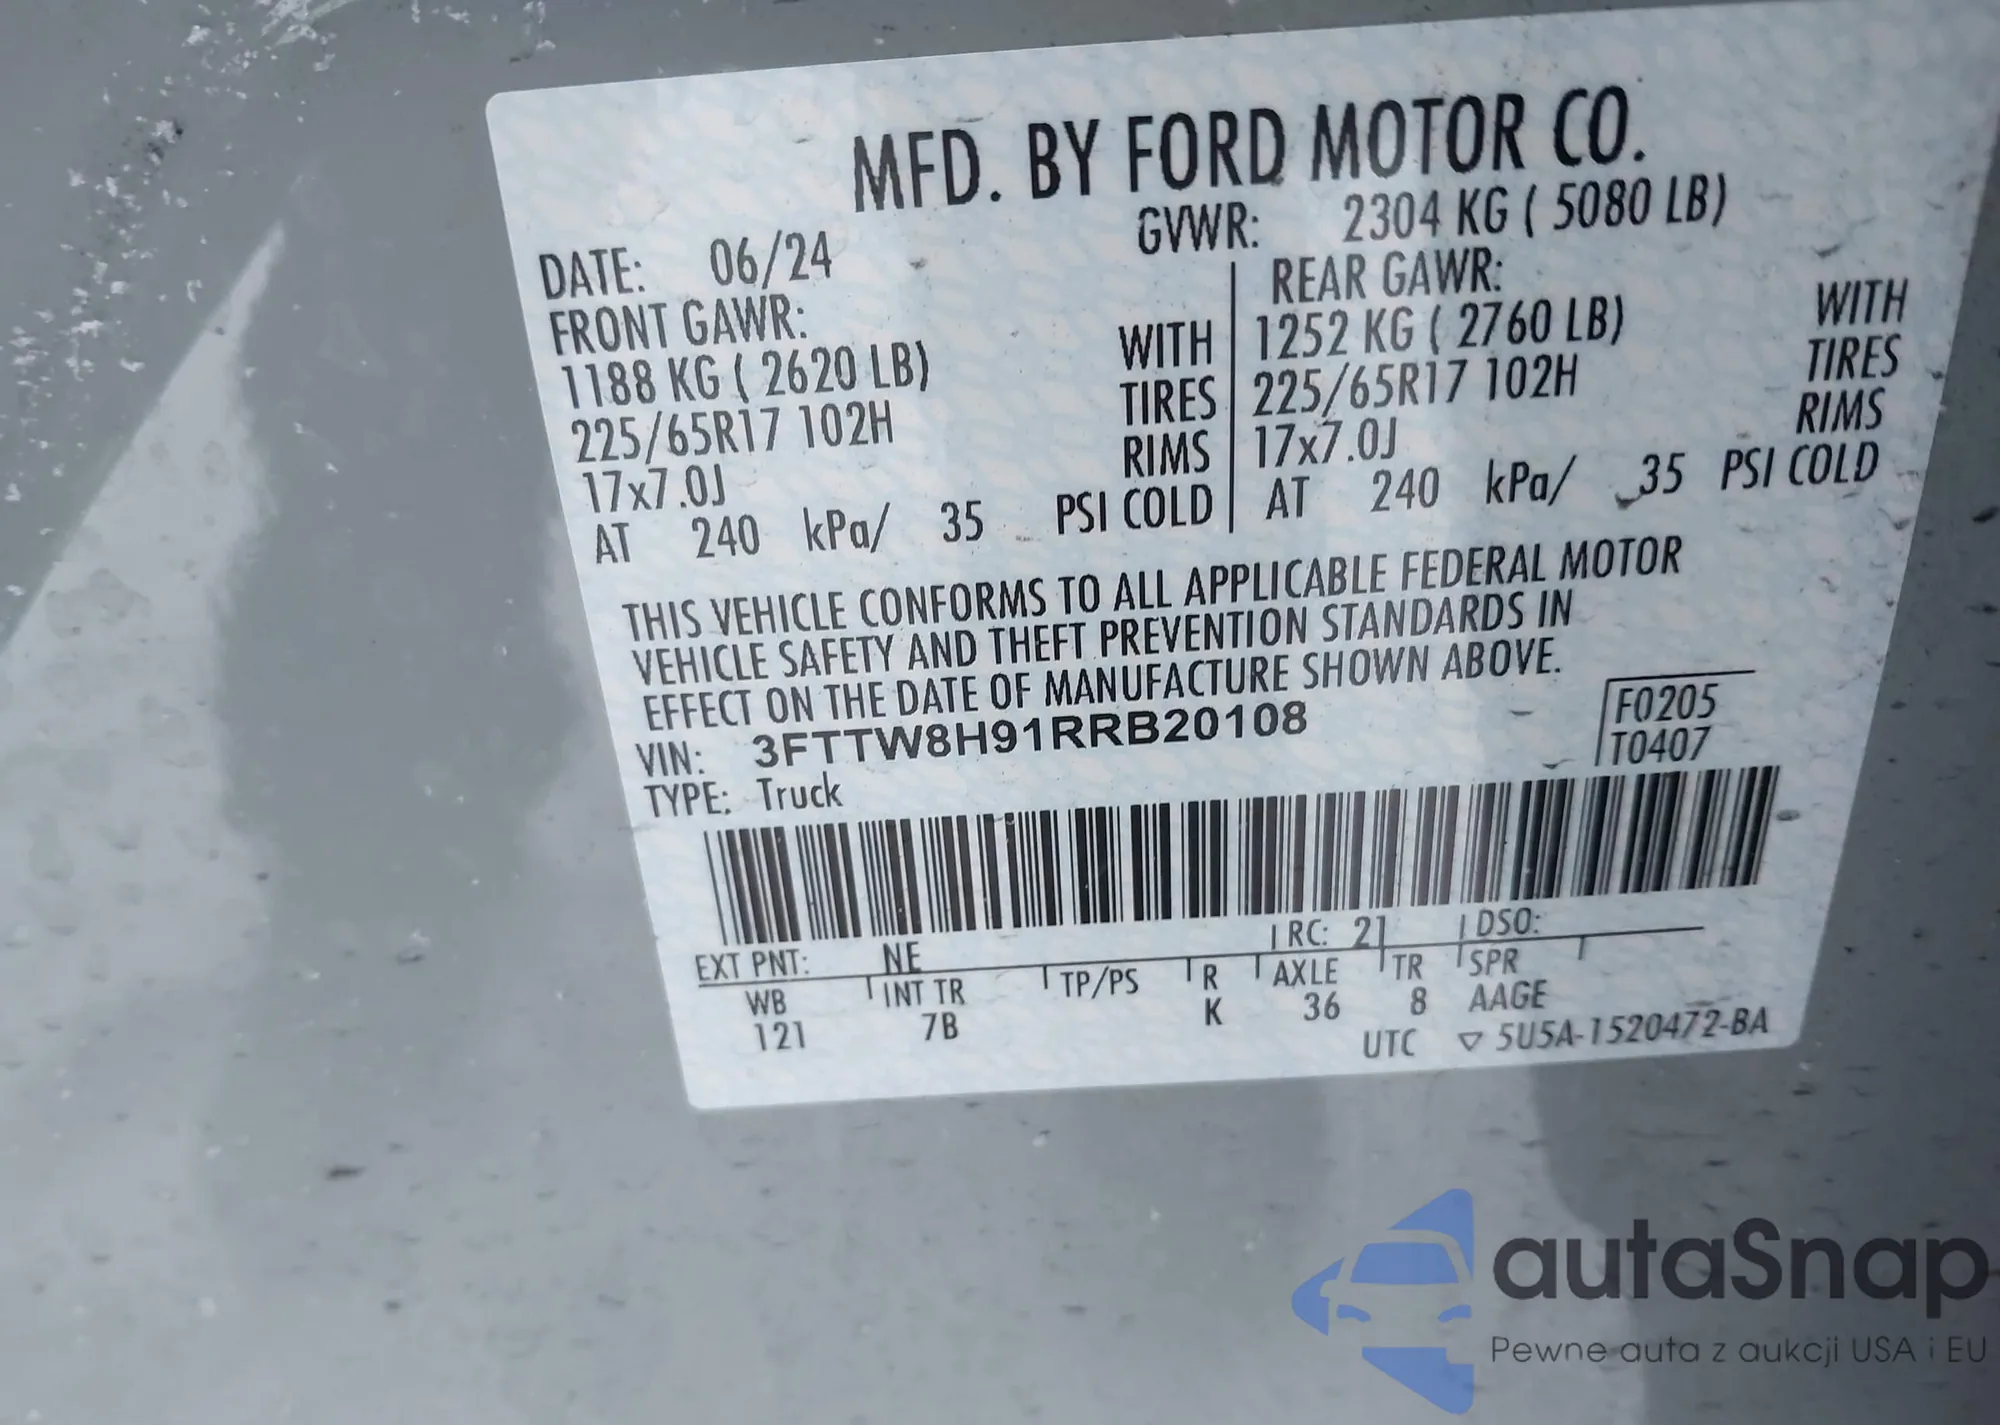 MFD. BY FORD MOTOR CO.
DATE: 06/24 GVWR: 2304 KG ( 5080 LB)
FRONT GAWR: REAR GAWR:
1188 KG ( 2620 LB) WITH 1252 KG ( 2760 LB) WITH
225/65R17 102H TIRES 225/65R17 102H TIRES
17x7.0J RIMS 17x7.0J RIMS
AT 240 kPa/ 35 PSI COLD AT 240 kPa/ 35 PSI COLD
THIS VEHICLE CONFORMS TO ALL APPLICABLE FEDERAL MOTOR
VEHICLE SAFETY AND THEFT PREVENTION STANDARDS IN
EFFECT ON THE DATE OF MANUFACTURE SHOWN ABOVE.
VIN: 3FTTW8H91RRB20108 F0205
TYPE: Truck T0407
EXT PNT: NE RC: 21 DSO:
WB INT TR TP/PS R AXLE TR SPR
121 7B K 36 8 AAGE
UTC ▽ 5U5A-1520472-BA
autaSnap
Pewne auta z aukcji USA i EU